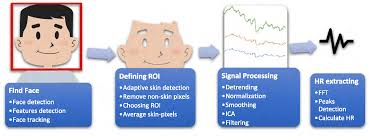 Find Face
• Face detection
• Features detection
• Face tracking
Defining ROI
• Adaptive skin detection
• Remove non-skin pixels
• Choosing ROI
• Average skin-pixels
Signal Processing
• Detrending
• Normalization
• Smoothing
• ICA
• Filtering
HR extracting
• FFT
• Peaks
Detection
• Calculate HR